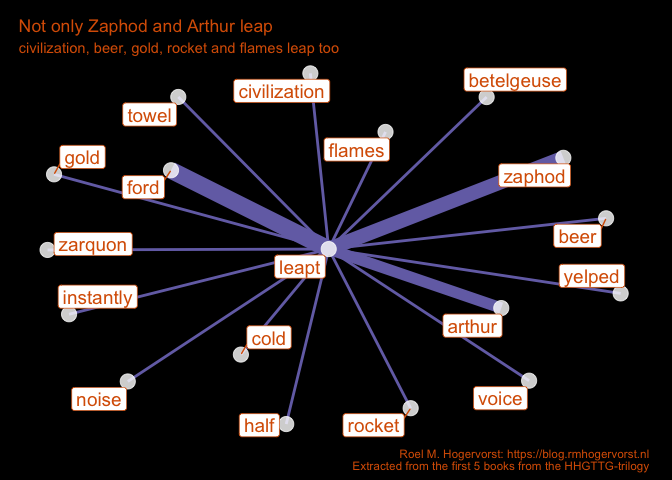 Not only Zaphod and Arthur leap
civilization, beer, gold, rocket and flames leap too
betelgeuse
civilization
towel
flames
gold
zaphod
ford
beer
zarquon
leapt
yelped
instantly
arthur
cold
voice
noise
half
rocket
Roel M. Hogervorst: https://blog.rmhogervorst.nl
Extracted from the first 5 books from the HHGTTG-trilogy